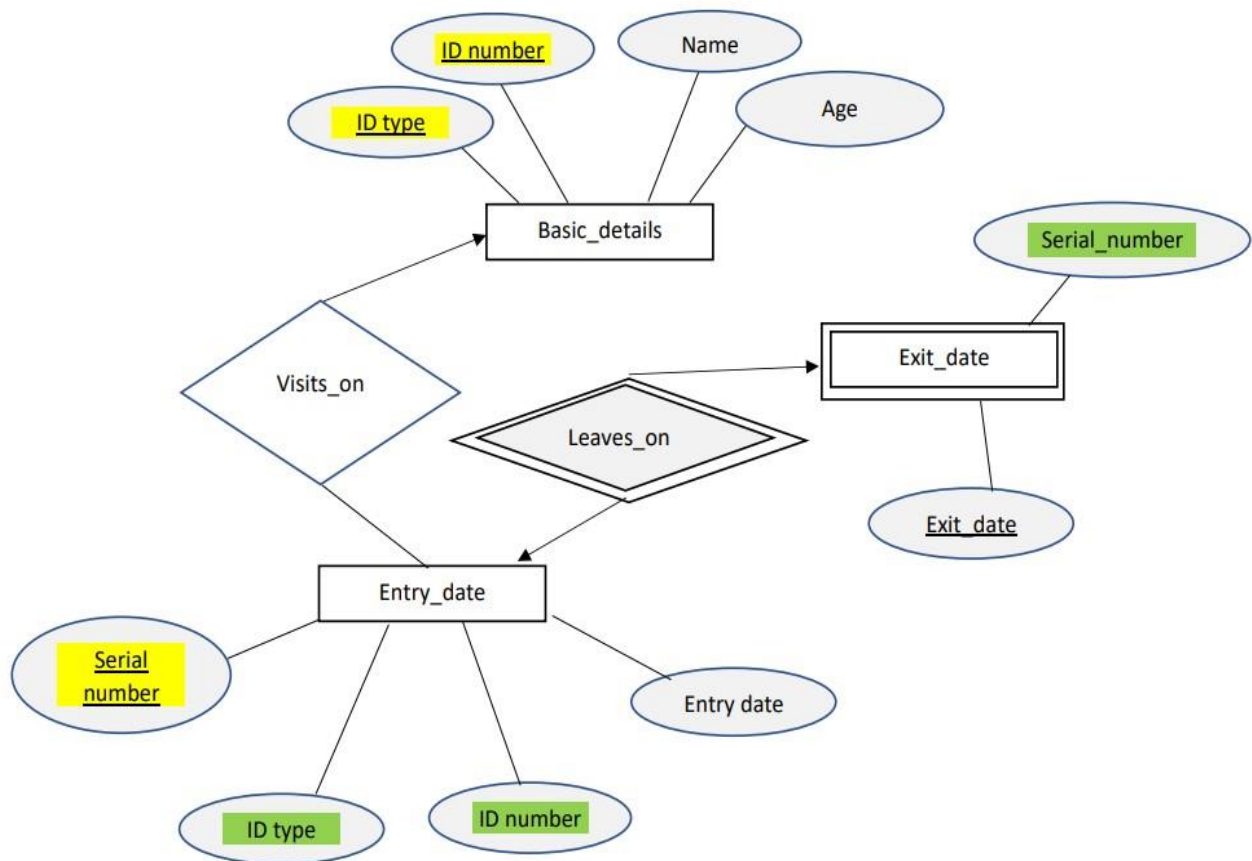 ID number
Name
ID type
Age
Basic_details
Serial_number
Exit_date
Visits_on
Leaves_on
Exit_date
Entry_date
Serial
number
Entry date
ID type
ID number